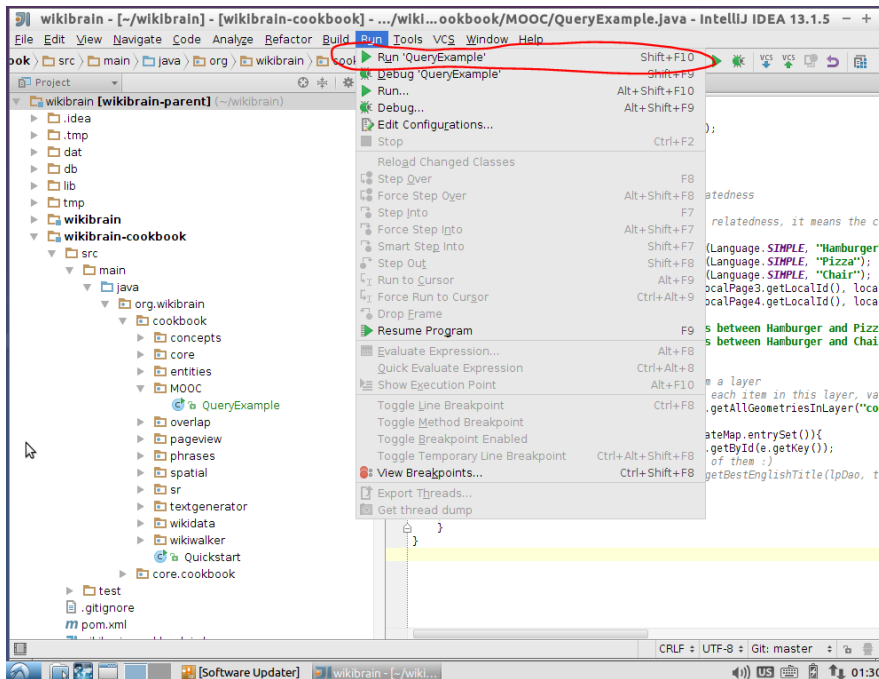 wikibrain - [~/wikibrain] - [wikibrain-cookbook] - .../wiki...ookbook/MOOC/QueryExample.java - IntelliJ IDEA 13.1.5
File Edit View Navigate Code Analyze Refactor Build Run Tools VCS Window Help
ook src main java org wikibrain cook
Project
wikibrain [wikibrain-parent] (~/wikibrain)
.idea
.tmp
dat
db
lib
tmp
wikibrain
wikibrain-cookbook
src
main
java
org.wikibrain
cookbook
concepts
core
entities
MOOC
QueryExample
overlap
pageview
phrases
spatial
sr
textgenerator
wikidata
wikiwalker
Quickstart
core.cookbook
test
.gitignore
pom.xml
Run 'QueryExample' Shift+F10
Debug 'QueryExample' Shift+F9
Run... Alt+Shift+F10
Debug... Alt+Shift+F9
Edit Configurations...
Stop Ctrl+F2
Reload Changed Classes
Step Over F8
Force Step Over Alt+Shift+F8
Step Into F7
Force Step Into Alt+Shift+F7
Smart Step Into Shift+F7
Step Out Shift+F8
Run to Cursor Alt+F9
Force Run to Cursor Ctrl+Alt+9
Drop Frame
Resume Program F9
Evaluate Expression... Alt+F8
Quick Evaluate Expression Ctrl+Alt+8
Show Execution Point Alt+F10
Toggle Line Breakpoint Ctrl+F8
Toggle Method Breakpoint
Toggle Breakpoint Enabled
Toggle Temporary Line Breakpoint Ctrl+Alt+Shift+F8
View Breakpoints... Ctrl+Shift+F8
Export Threads...
Get thread dump
VCS VCS
);
atedness
relatedness, it means the c
(Language.SIMPLE, "Hamburger
(Language.SIMPLE, "Pizza");
(Language.SIMPLE, "Chair");
ocalPage3.getLocalId(), loca
ocalPage4.getLocalId(), loca
s between Hamburger and Pizz
s between Hamburger and Chai
m a layer
each item in this layer, va
.getAllGeometriesInLayer("co
ateMap.entrySet()){
.getById(e.getKey());
of them :)
getBestEnglishTitle(lpDao, t
}
}
CRLF UTF-8 Git: master
[Software Updater] wikibrain - [~/wiki... US 01:30